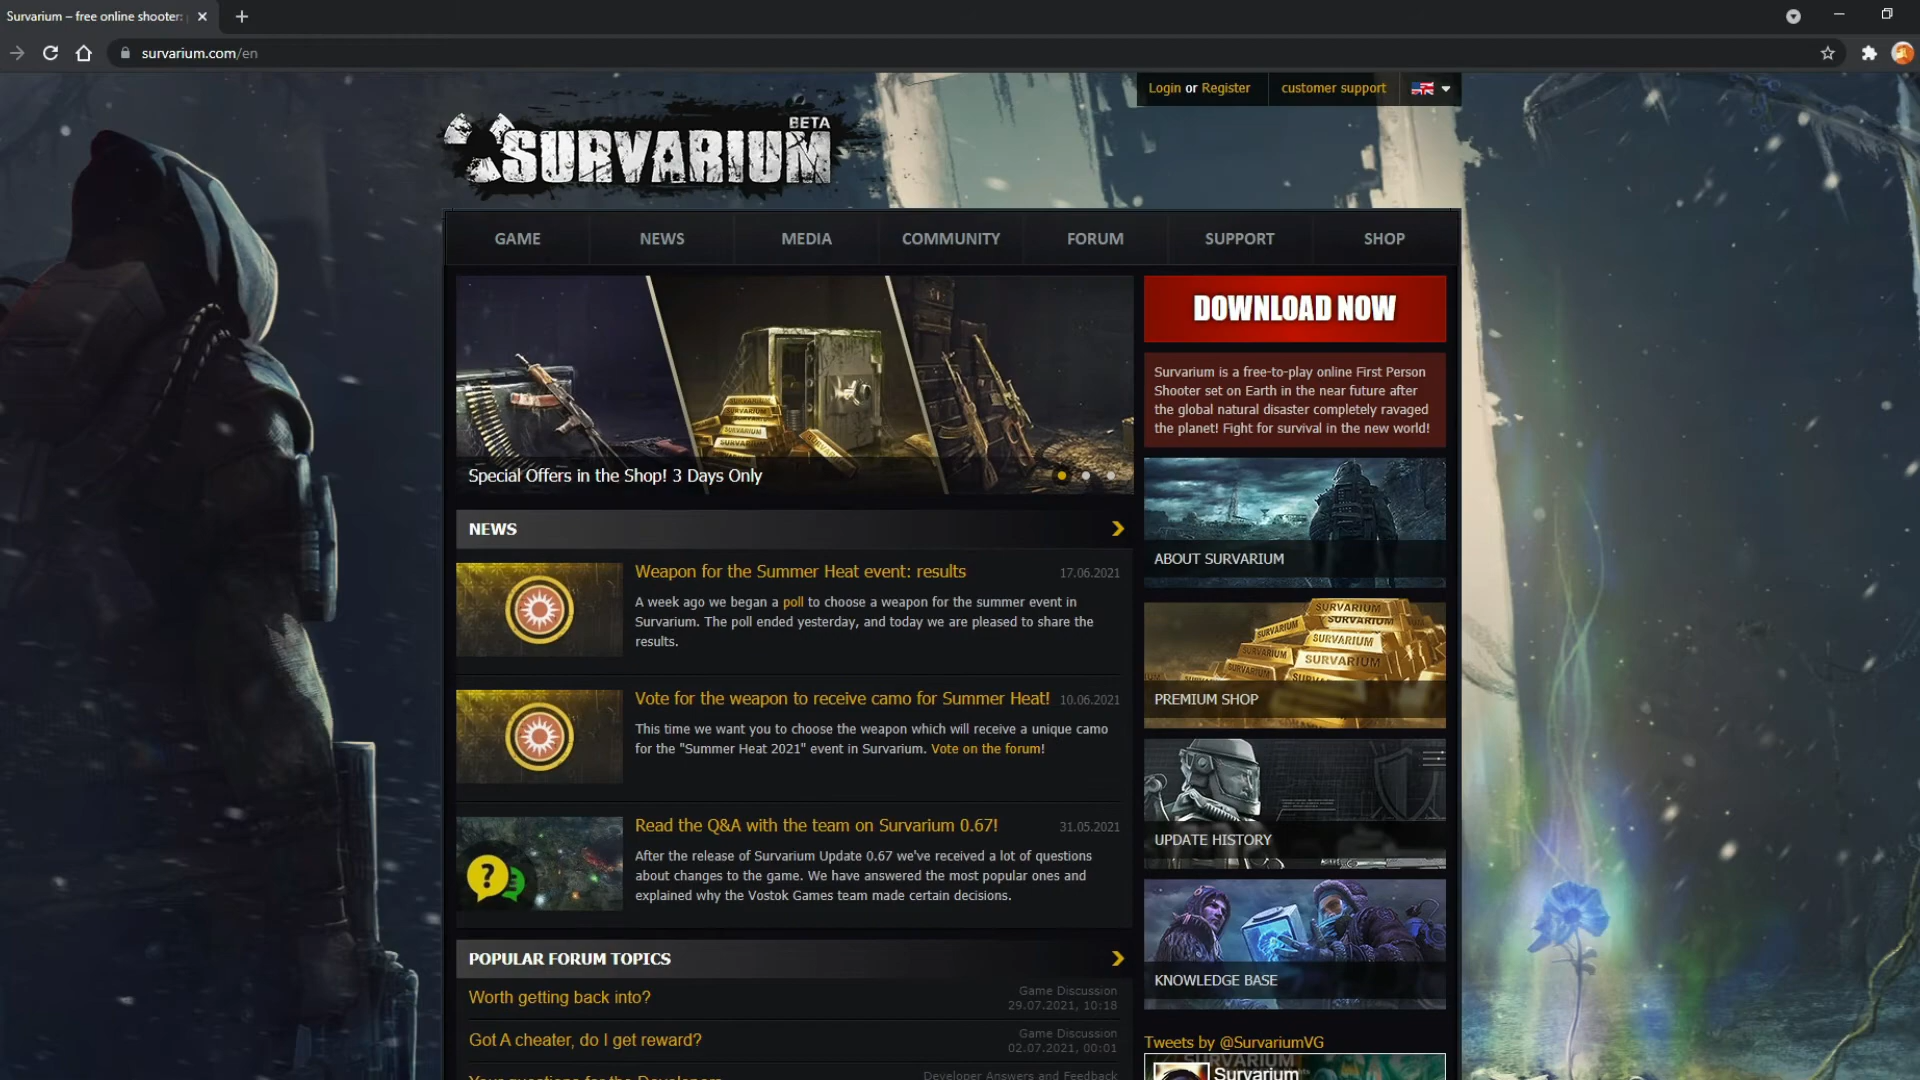 Survarium – free online shooter:
survarium.com/en
Login or Register
customer support
BETA
SURVARIUM
GAME
NEWS
MEDIA
COMMUNITY
FORUM
SUPPORT
SHOP
Special Offers in the Shop! 3 Days Only
NEWS
Weapon for the Summer Heat event: results
17.06.2021
A week ago we began a poll to choose a weapon for the summer event in
Survarium. The poll ended yesterday, and today we are pleased to share the
results.
Vote for the weapon to receive camo for Summer Heat!
10.06.2021
This time we want you to choose the weapon which will receive a unique camo
for the "Summer Heat 2021" event in Survarium. Vote on the forum!
Read the Q&A with the team on Survarium 0.67!
31.05.2021
After the release of Survarium Update 0.67 we've received a lot of questions
about changes to the game. We have answered the most popular ones and
explained why the Vostok Games team made certain decisions.
POPULAR FORUM TOPICS
Worth getting back into?
Game Discussion
29.07.2021, 10:18
Got A cheater, do I get reward?
Game Discussion
02.07.2021, 00:01
Your questions for the Developers
Developer Answers and Feedback
DOWNLOAD NOW
Survarium is a free-to-play online First Person
Shooter set on Earth in the near future after
the global natural disaster completely ravaged
the planet! Fight for survival in the new world!
ABOUT SURVARIUM
SURVARIUM
SURVARIUM
SURVARIUM
SURVARIUM
SURVARIUM
SURVARIUM
PREMIUM SHOP
UPDATE HISTORY
KNOWLEDGE BASE
Tweets by @SurvariumVG
SURVARIUM
Survarium